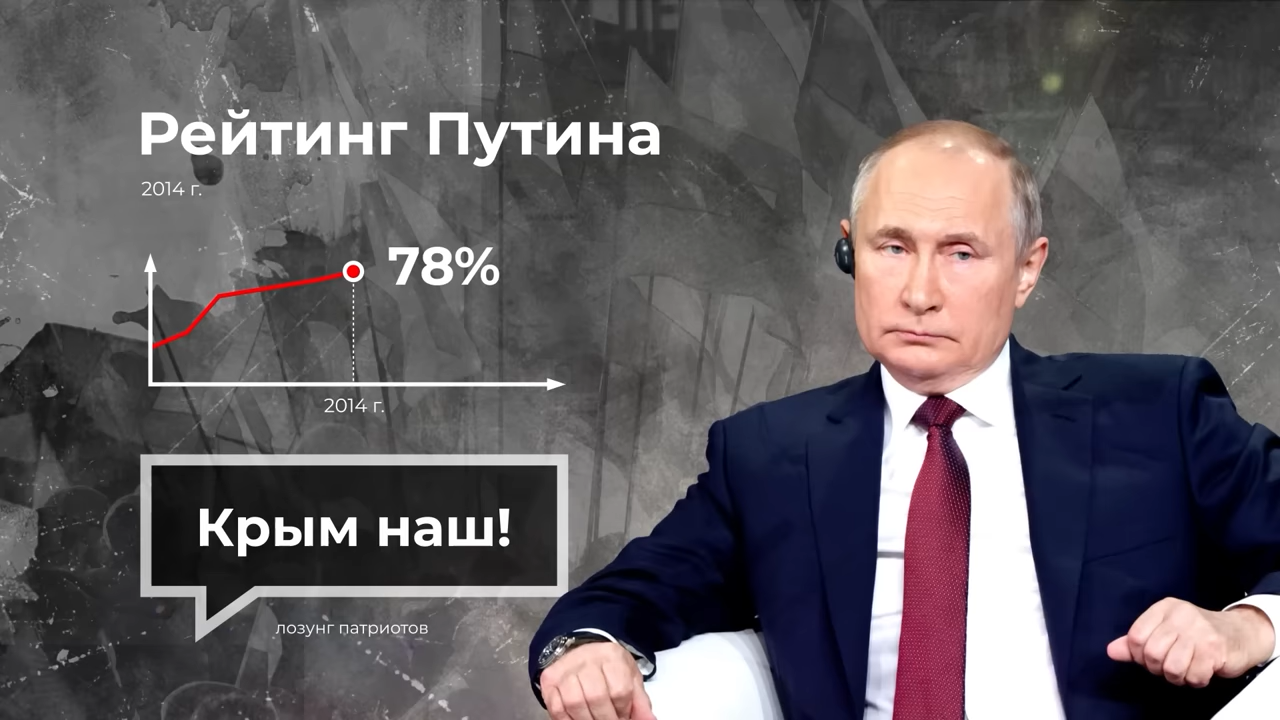 Рейтинг Путина
2014 г.
78%
2014 г.
Крым наш!
лозунг патриотов